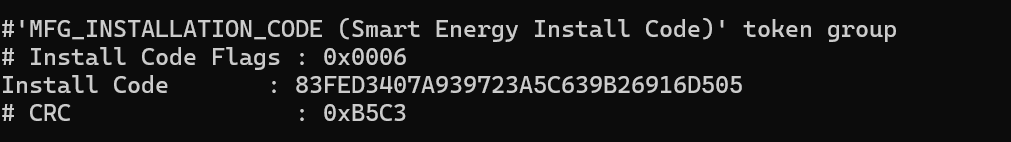 #'MFG_INSTALLATION_CODE (Smart Energy Install Code)' token group
# Install Code Flags : 0x0006
Install Code       : 83FED3407A939723A5C639B26916D505
# CRC                : 0xB5C3